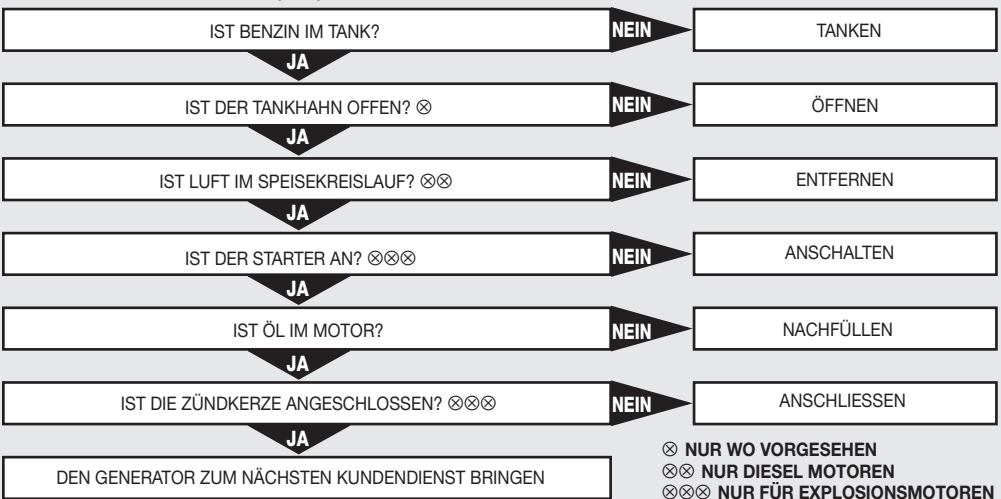 IST BENZIN IM TANK? NEIN TANKEN
JA
IST DER TANKHAHN OFFEN? ⊗ NEIN ÖFFNEN
JA
IST LUFT IM SPEISEKREISLAUF? ⊗⊗ NEIN ENTFERNEN
JA
IST DER STARTER AN? ⊗⊗⊗ NEIN ANSCHALTEN
JA
IST ÖL IM MOTOR? NEIN NACHFÜLLEN
JA
IST DIE ZÜNDKERZE ANGESCHLOSSEN? ⊗⊗⊗ NEIN ANSCHLIESSEN
JA
DEN GENERATOR ZUM NÄCHSTEN KUNDENDIENST BRINGEN
⊗ NUR WO VORGESEHEN
⊗⊗ NUR DIESEL MOTOREN
⊗⊗⊗ NUR FÜR EXPLOSIONSMOTOREN